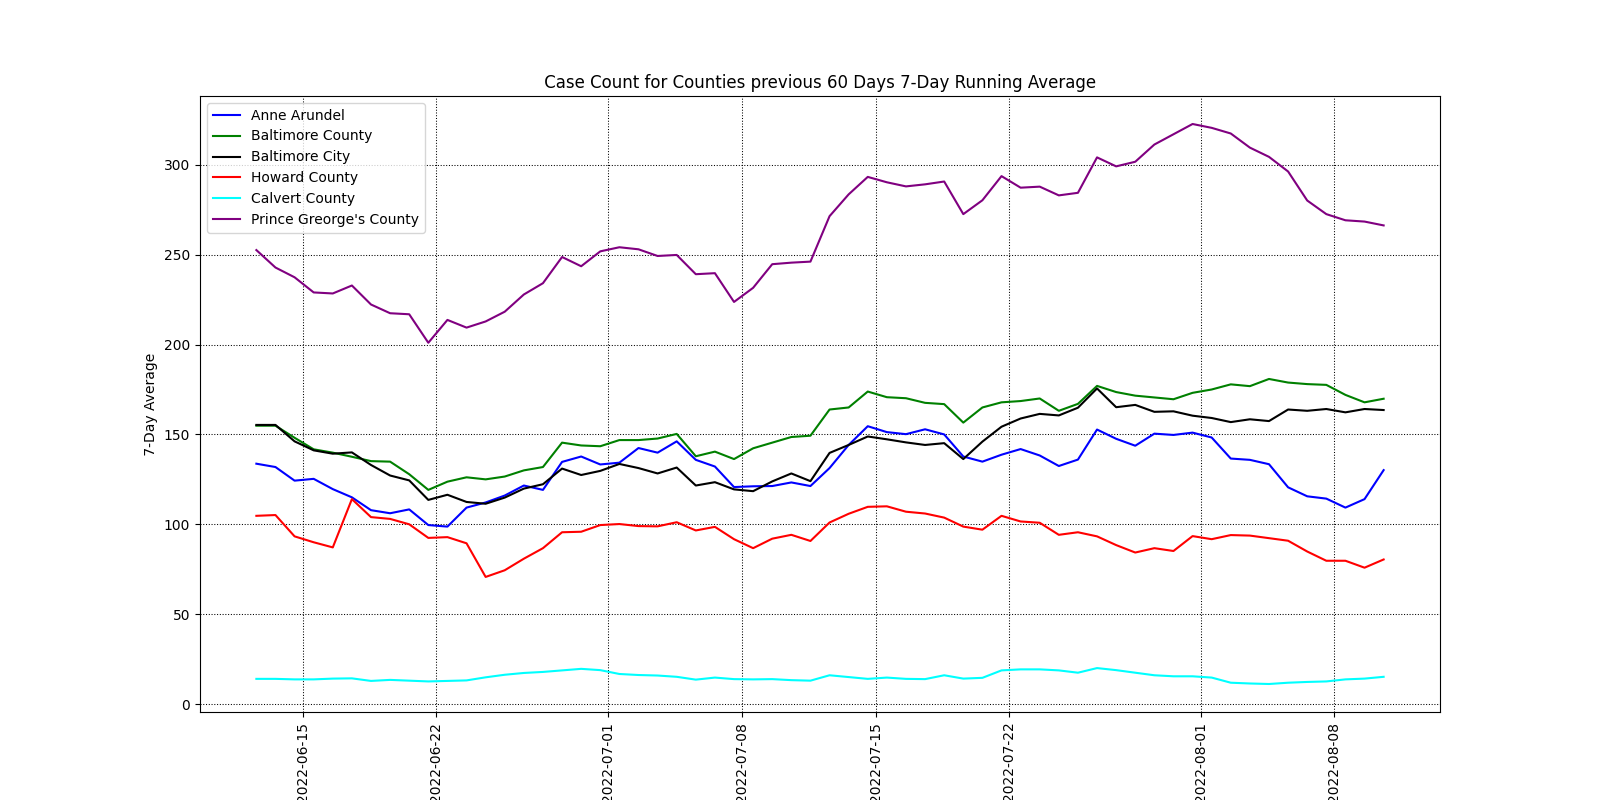 Case Count for Counties previous 60 Days 7-Day Running Average
Anne Arundel
Baltimore County
Baltimore City
Howard County
Calvert County
Prince Greorge's County
7-Day Average
300
250
200
150
100
50
0
2022-06-15
2022-06-22
2022-07-01
2022-07-08
2022-07-15
2022-07-22
2022-08-01
2022-08-08